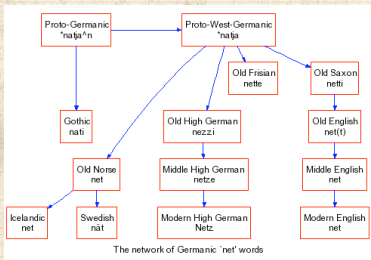 Proto-Germanic
*natja^n
Proto-West-Germanic
*natja
Old Frisian
nette
Old Saxon
netti
Gothic
nati
Old High German
nezzi
Old English
net(t)
Old Norse
net
Middle High German
netze
Middle English
net
Icelandic
net
Swedish
nät
Modern High German
Netz
Modern English
net
The network of Germanic `net' words